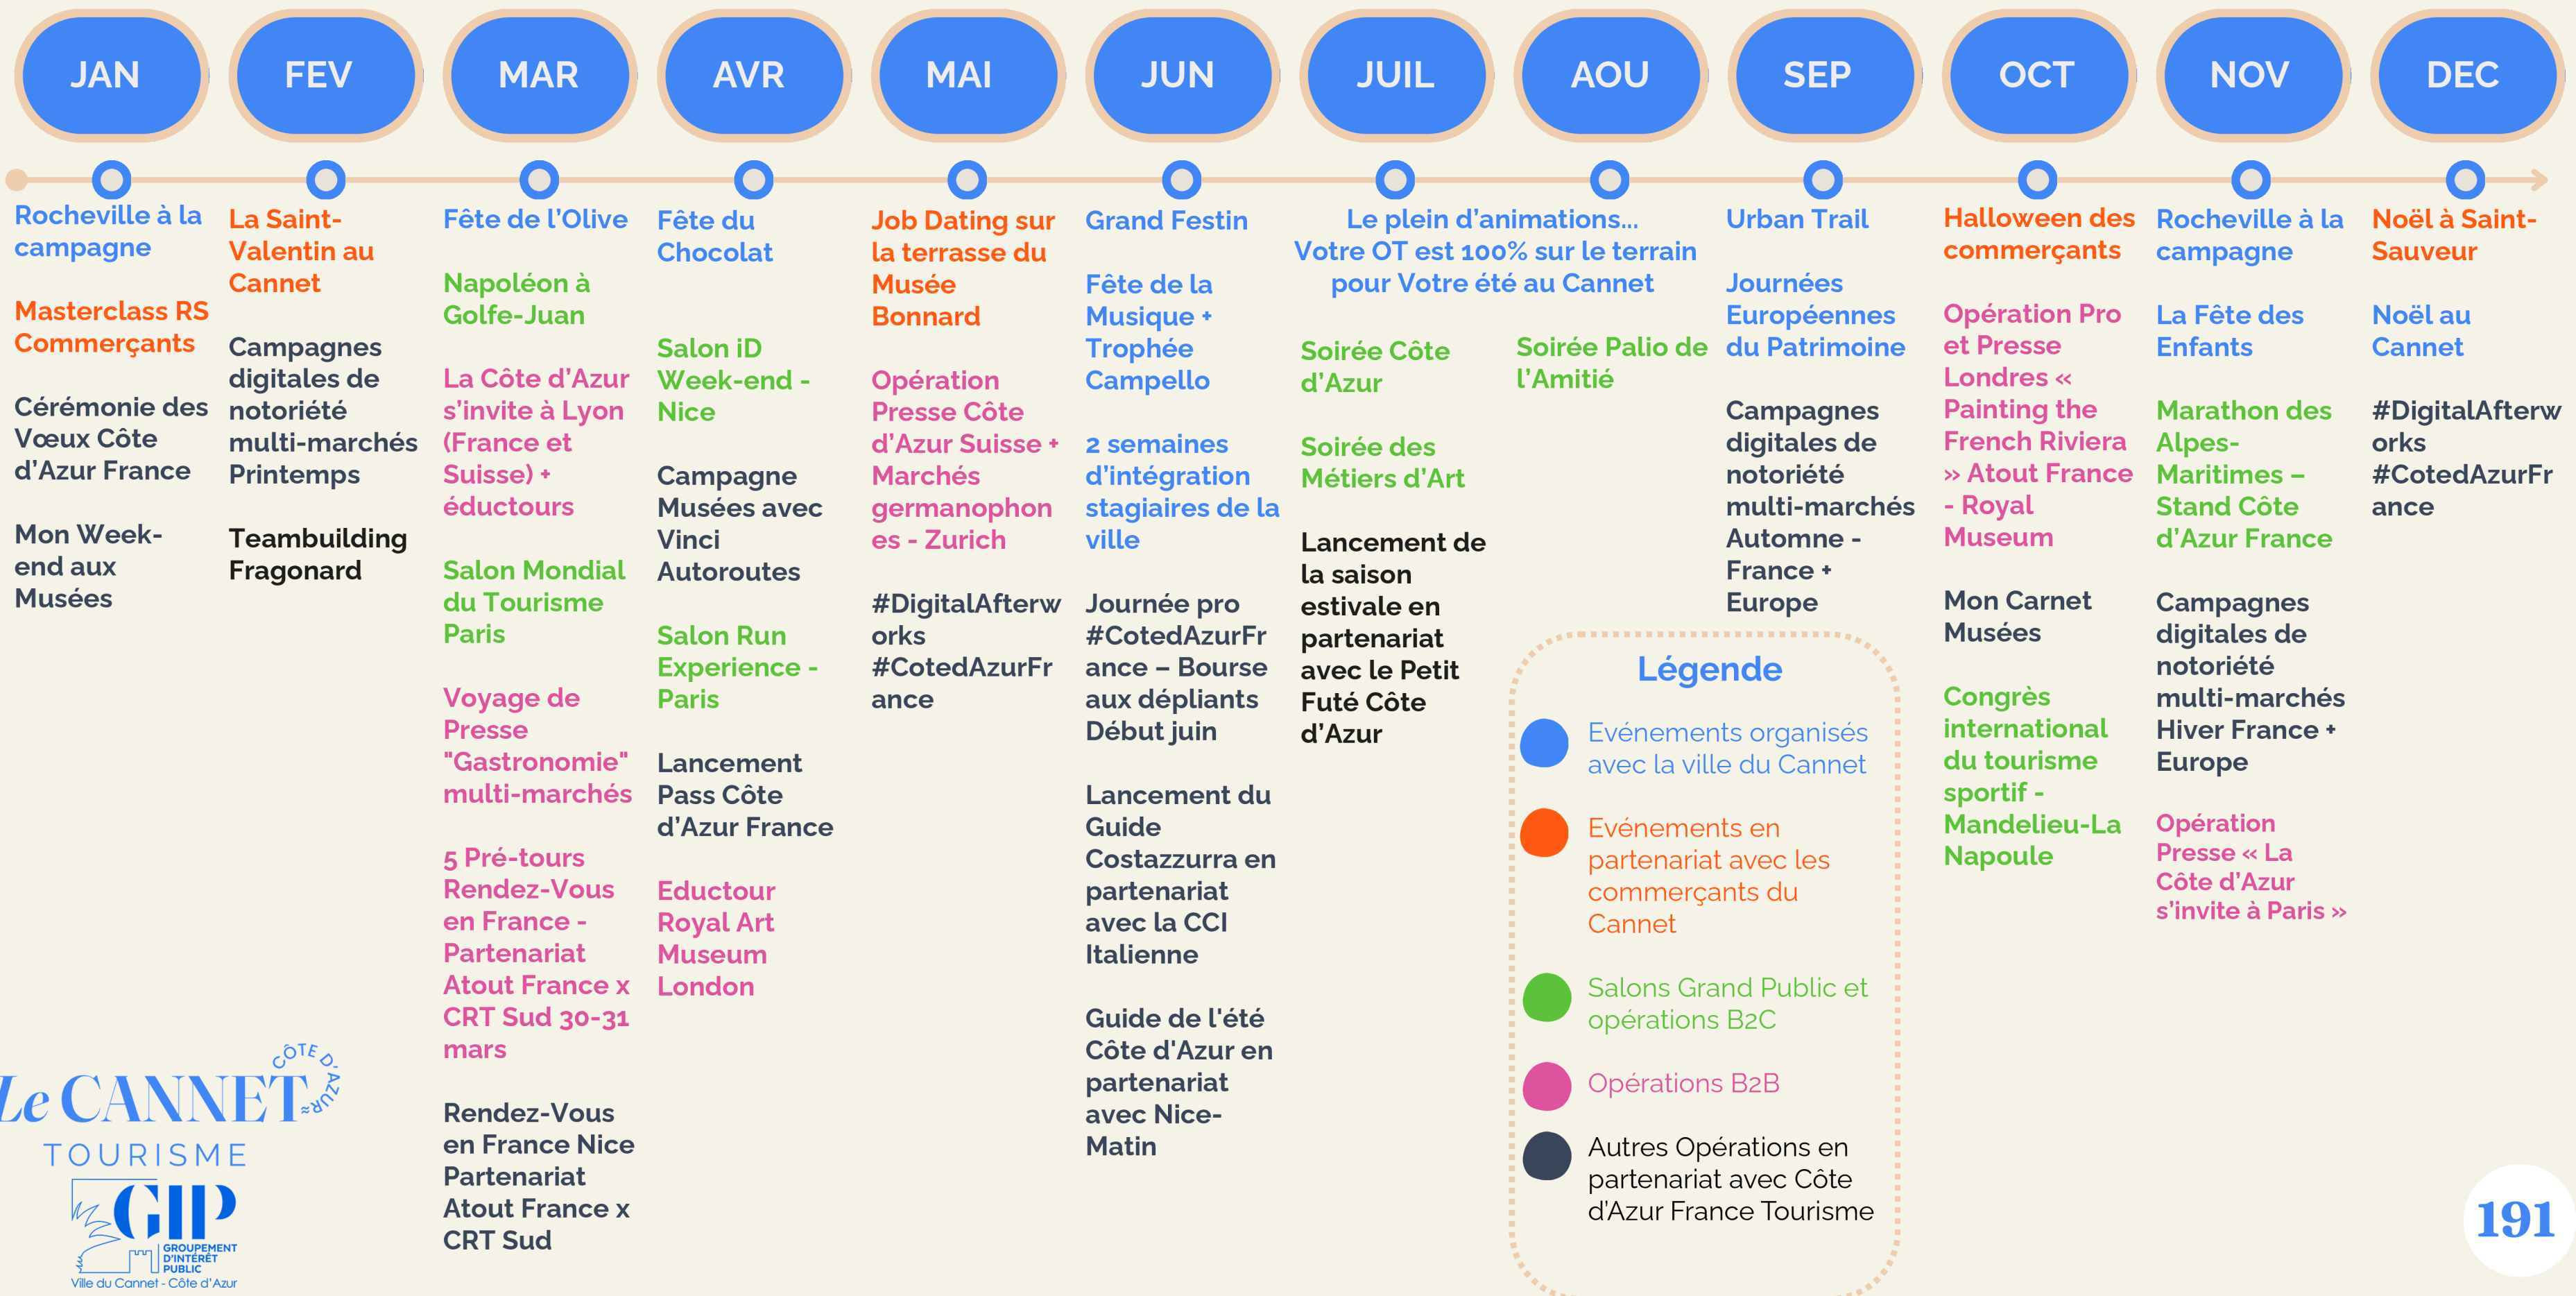 JAN
FEV
MAR
AVR
MAI
JUN
JUIL
AOU
SEP
OCT
NOV
DEC
Rocheville à la
campagne
Masterclass RS
Commerçants
Cérémonie des
Vœux Côte
d’Azur France
Mon Week-
end aux
Musées
La Saint-
Valentin au
Cannet
Campagnes
digitales de
notoriété
multi-marchés
Printemps
Teambuilding
Fragonard
Fête de l’Olive
Napoléon à
Golfe-Juan
La Côte d’Azur
s’invite à Lyon
(France et
Suisse) +
éductours
Salon Mondial
du Tourisme
Paris
Voyage de
Presse
"Gastronomie"
multi-marchés
5 Pré-tours
Rendez-Vous
en France -
Partenariat
Atout France x
CRT Sud 30-31
mars
Rendez-Vous
en France Nice
Partenariat
Atout France x
CRT Sud
Fête du
Chocolat
Salon iD
Week-end -
Nice
Campagne
Musées avec
Vinci
Autoroutes
Salon Run
Experience -
Paris
Lancement
Pass Côte
d’Azur France
Eductour
Royal Art
Museum
London
Job Dating sur
la terrasse du
Musée
Bonnard
Opération
Presse Côte
d’Azur Suisse +
Marchés
germanophon
es - Zurich
#DigitalAfterw
orks
#CotedAzurFr
ance
Grand Festin
Fête de la
Musique +
Trophée
Campello
2 semaines
d’intégration
stagiaires de la
ville
Journée pro
#CotedAzurFr
ance – Bourse
aux dépliants
Début juin
Lancement du
Guide
Costazzurra en
partenariat
avec la CCI
Italienne
Guide de l'été
Côte d'Azur en
partenariat
avec Nice-
Matin
Le plein d’animations...
Votre OT est 100% sur le terrain
pour Votre été au Cannet
Soirée Côte
d’Azur
Soirée des
Métiers d’Art
Lancement de
la saison
estivale en
partenariat
avec le Petit
Futé Côte
d’Azur
Soirée Palio de
l’Amitié
Urban Trail
Journées
Européennes
du Patrimoine
Campagnes
digitales de
notoriété
multi-marchés
Automne -
France +
Europe
Halloween des
commerçants
Opération Pro
et Presse
Londres «
Painting the
French Riviera
» Atout France
- Royal
Museum
Mon Carnet
Musées
Congrès
international
du tourisme
sportif -
Mandelieu-La
Napoule
Rocheville à la
campagne
La Fête des
Enfants
Marathon des
Alpes-
Maritimes –
Stand Côte
d’Azur France
Campagnes
digitales de
notoriété
multi-marchés
Hiver France +
Europe
Opération
Presse « La
Côte d’Azur
s’invite à Paris »
Noël à Saint-
Sauveur
Noël au
Cannet
#DigitalAfterw
orks
#CotedAzurFr
ance
Légende
Evénements organisés
avec la ville du Cannet
Evénements en
partenariat avec les
commerçants du
Cannet
Salons Grand Public et
opérations B2C
Opérations B2B
Autres Opérations en
partenariat avec Côte
d’Azur France Tourisme
Le CANNET
CÔTE D’AZUR
TOURISME
GIP
GROUPEMENT
D’INTÉRÊT
PUBLIC
Ville du Cannet - Côte d’Azur
191